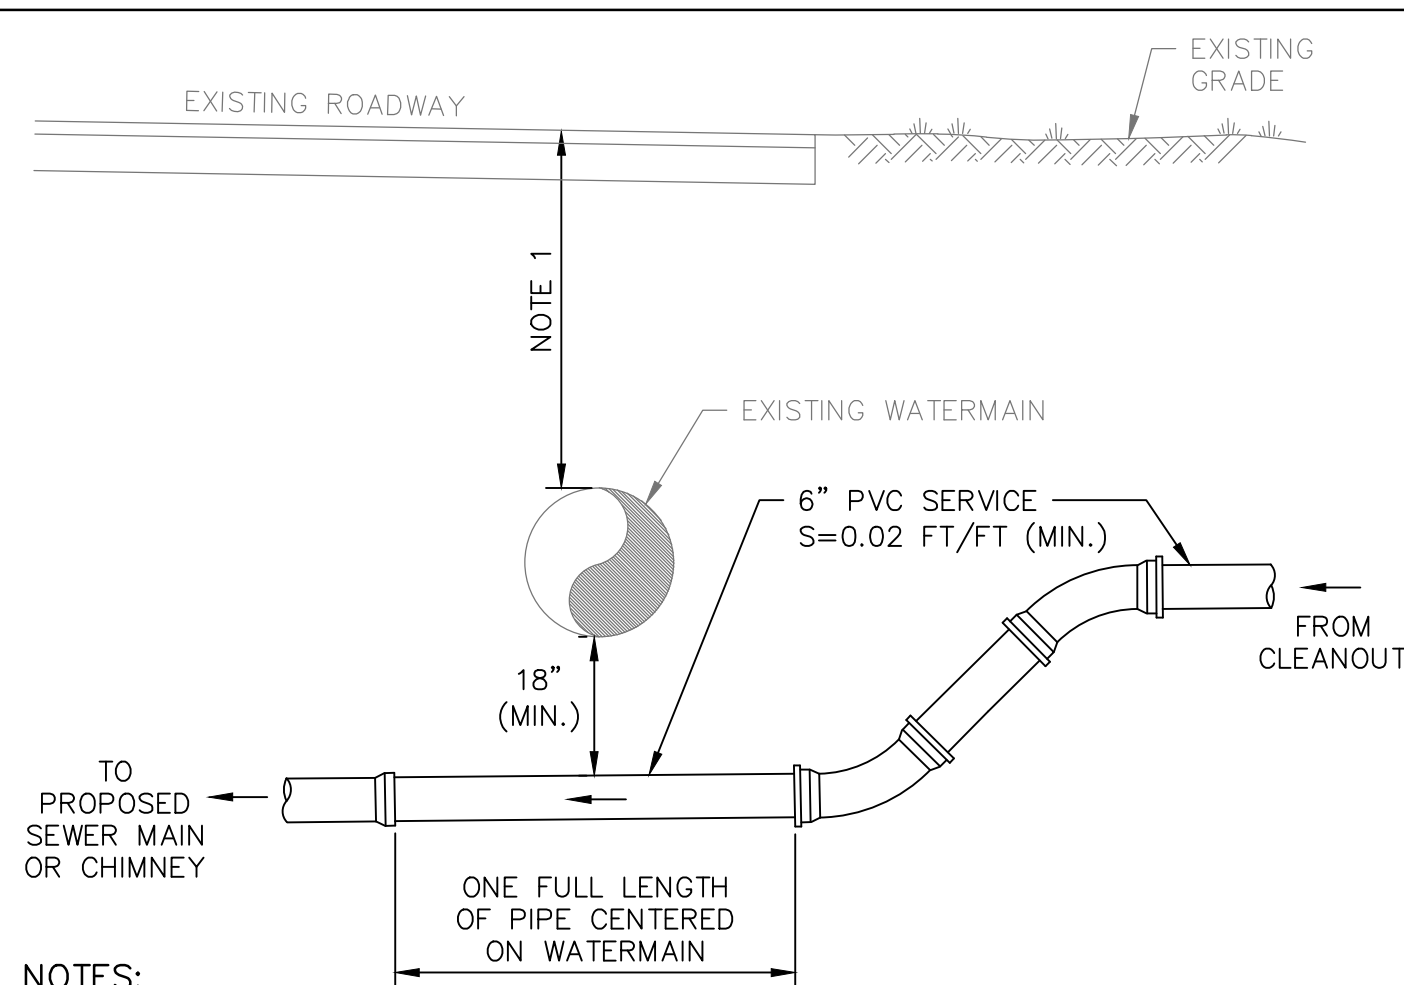 EXISTING
GRADE
EXISTING ROADWAY
NOTE 1
EXISTING WATERMAIN
6" PVC SERVICE
S=0.02 FT/FT (MIN.)
FROM
CLEANOUT
18"
(MIN.)
TO
PROPOSED
SEWER MAIN
OR CHIMNEY
ONE FULL LENGTH
OF PIPE CENTERED
ON WATERMAIN
NOTES: